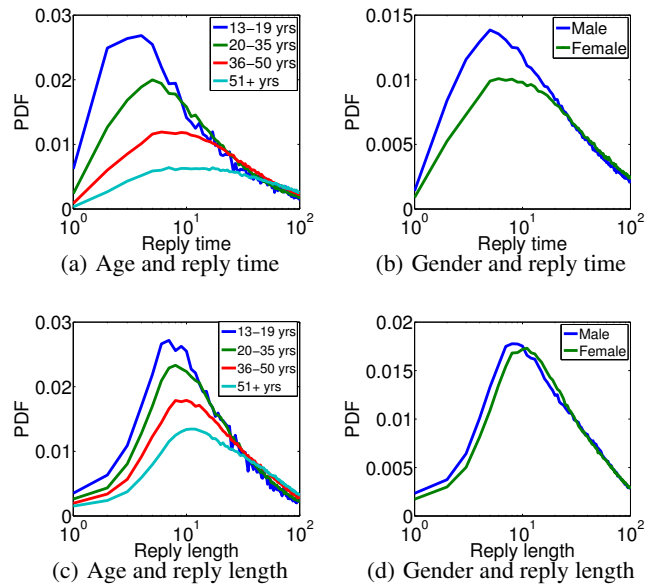 0.03
0.02
0.01
0
PDF
13−19 yrs
20−35 yrs
36−50 yrs
51+ yrs
10^0 10^1 10^2
Reply time
(a) Age and reply time
0.015
0.01
0.005
0
PDF
Male
Female
10^0 10^1 10^2
Reply time
(b) Gender and reply time
0.03
0.02
0.01
0
PDF
13−19 yrs
20−35 yrs
36−50 yrs
51+ yrs
10^0 10^1 10^2
Reply length
(c) Age and reply length
0.02
0.015
0.01
0.005
0
PDF
Male
Female
10^0 10^1 10^2
Reply length
(d) Gender and reply length